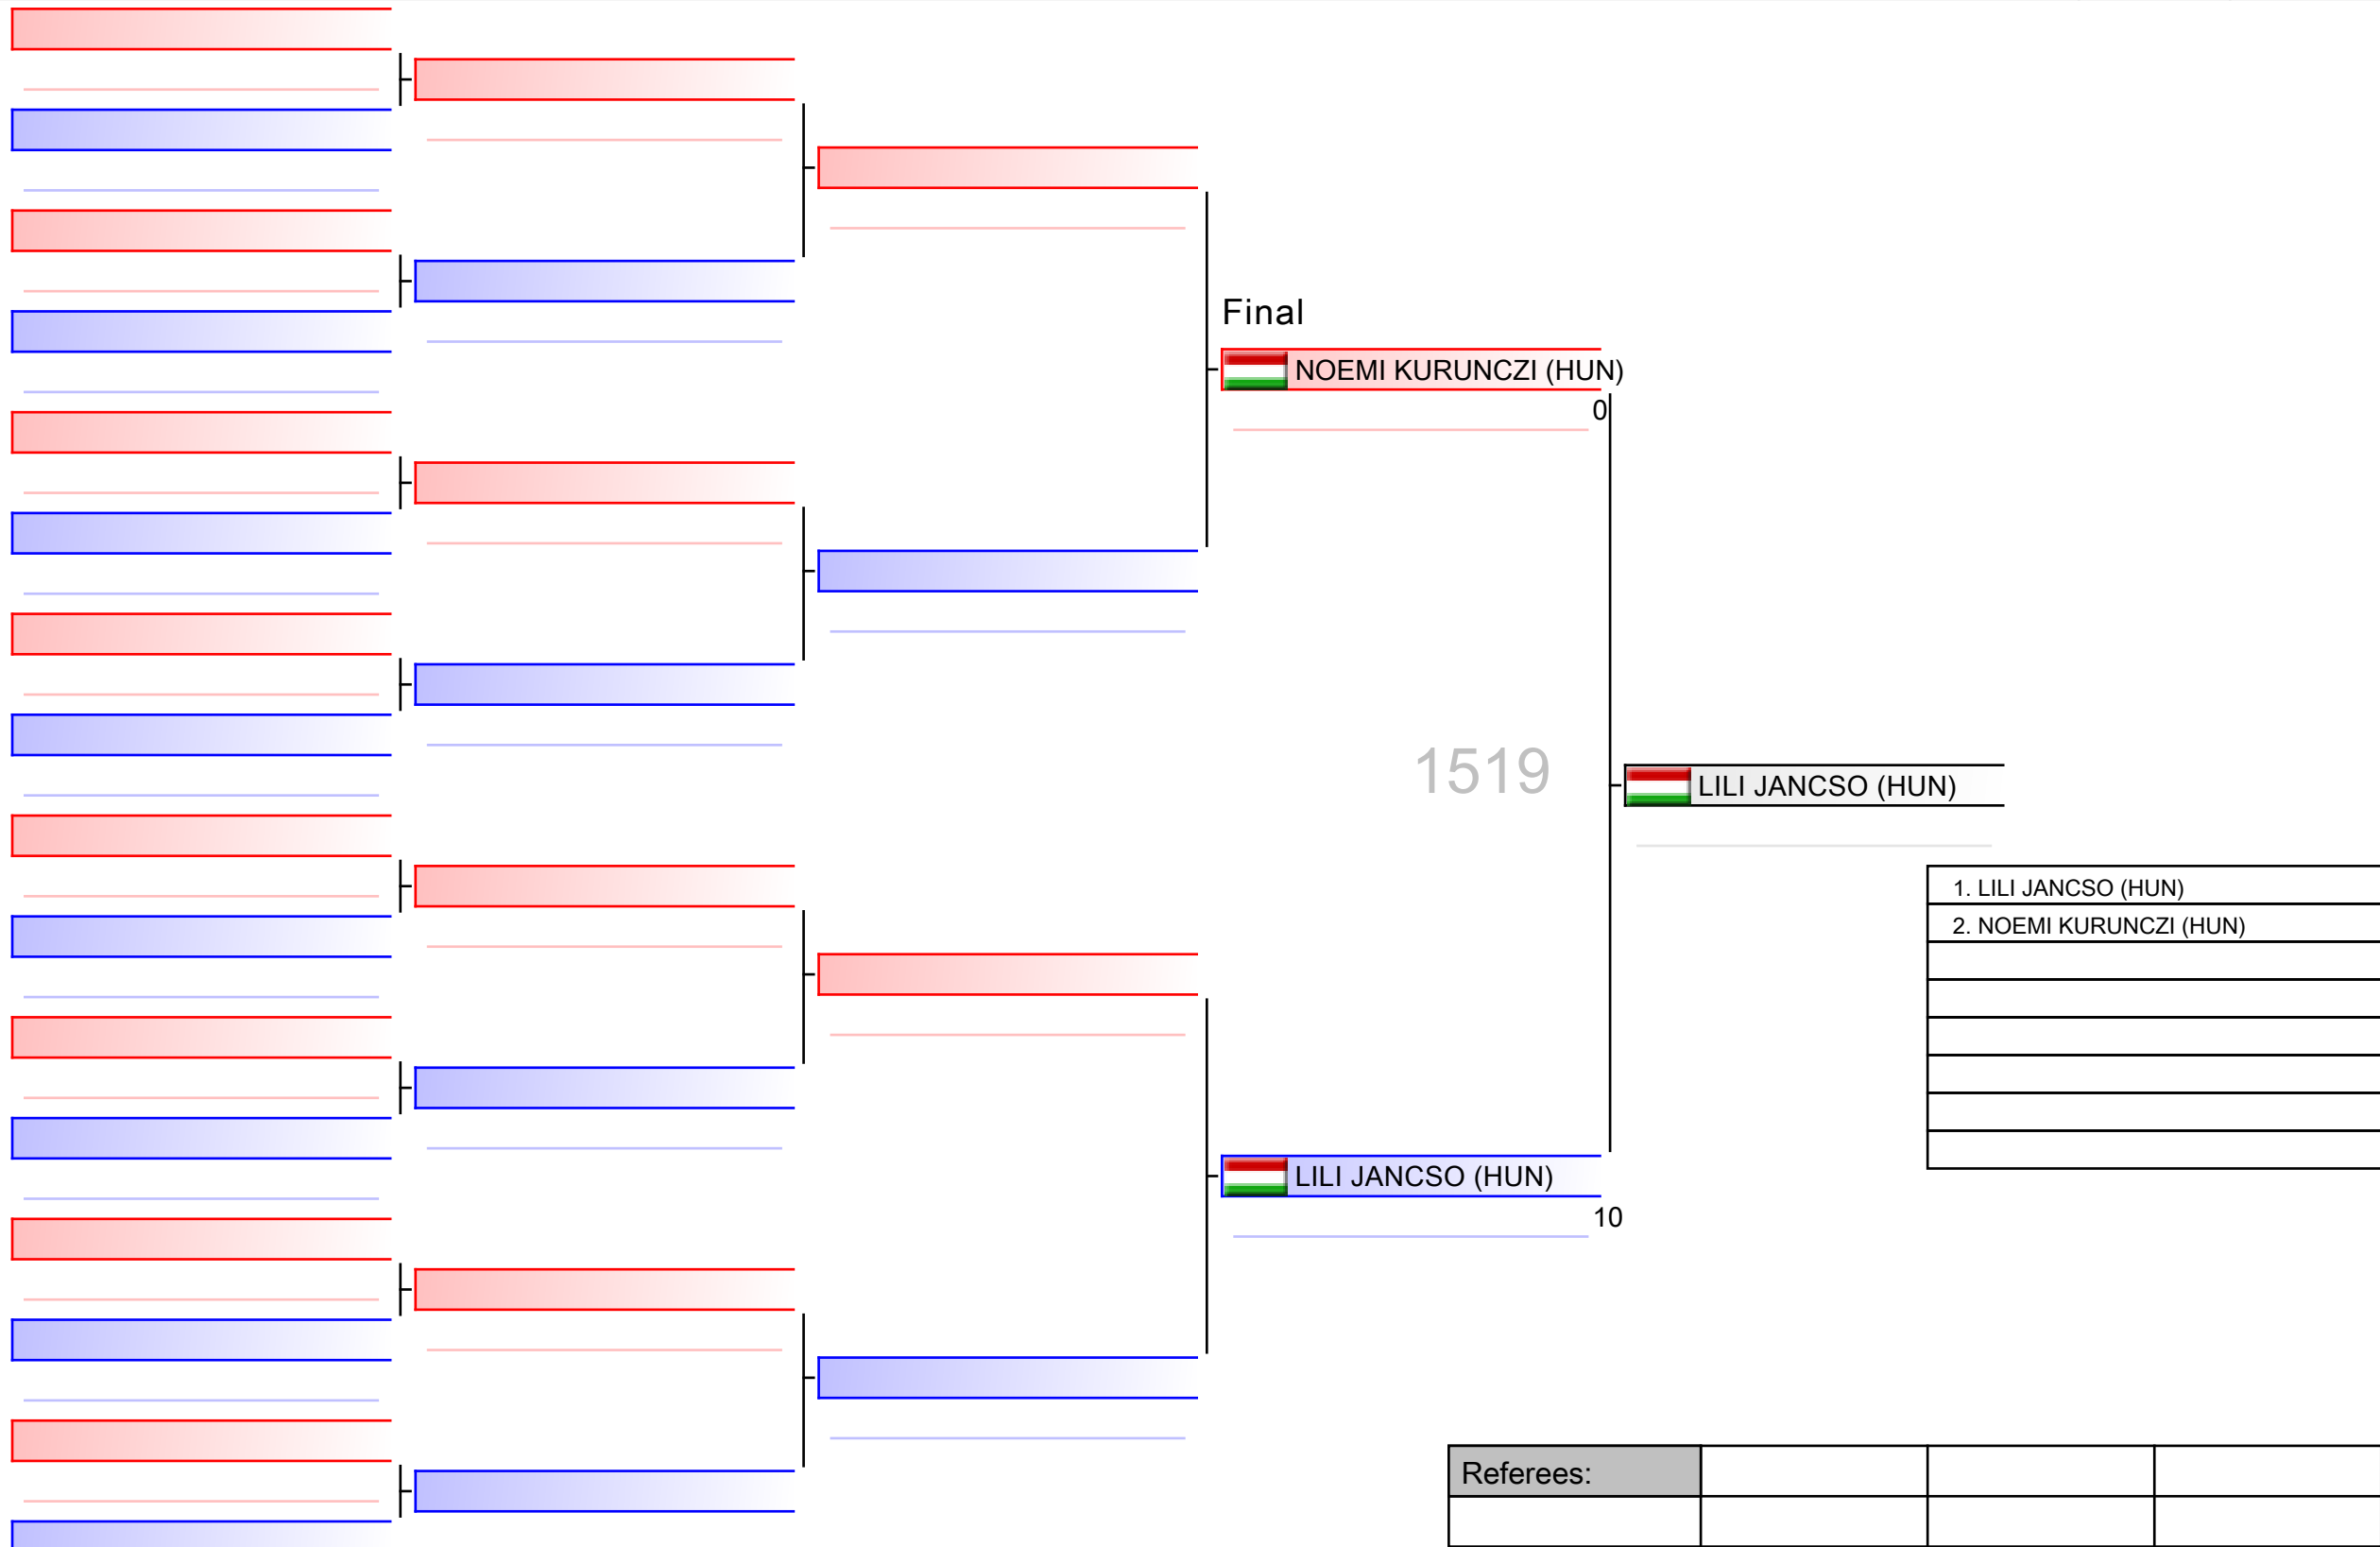 Final
NOEMI KURUNCZI (HUN)
0
1519
LILI JANCSO (HUN)
1. LILI JANCSO (HUN)
2. NOEMI KURUNCZI (HUN)
LILI JANCSO (HUN)
10
Referees: